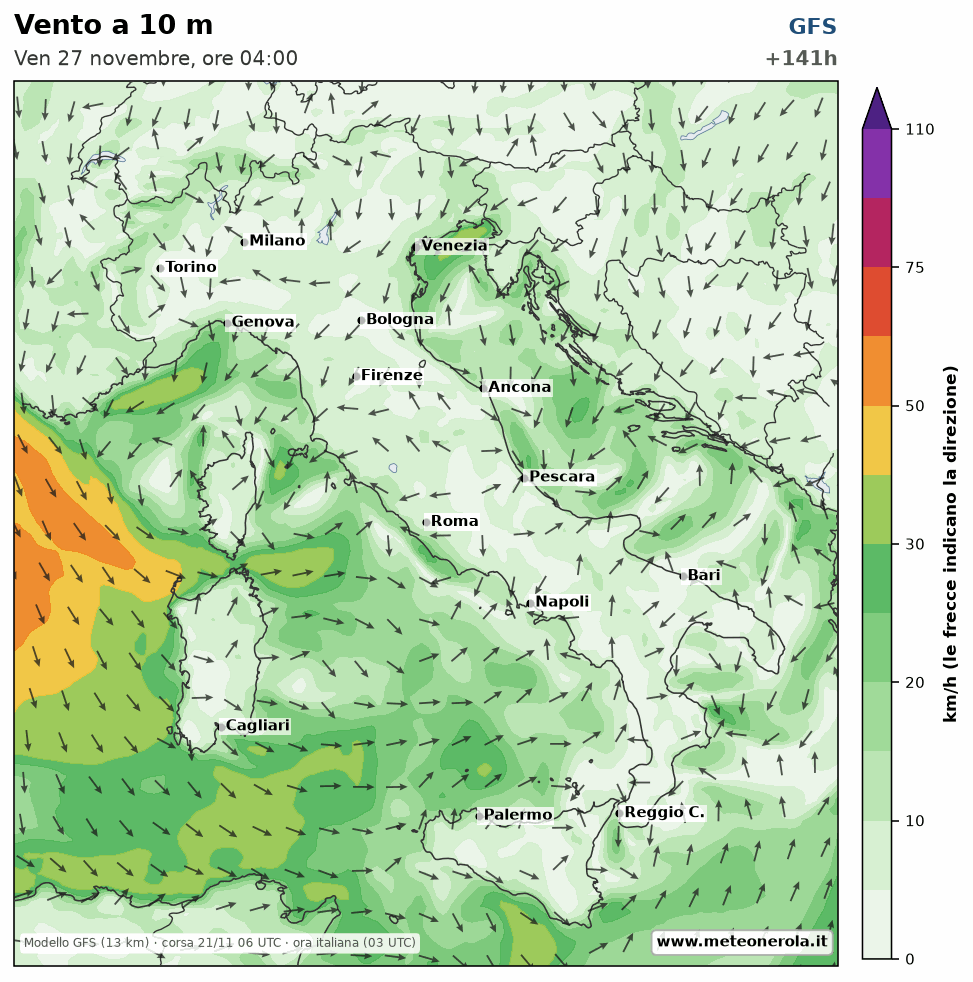 Vento a 10 m
GFS
Ven 27 novembre, ore 04:00
+141h
Milano
Venezia
Torino
Genova
Bologna
Firenze
Ancona
Pescara
Roma
Bari
Napoli
Cagliari
Palermo
Reggio C.
110
75
50
30
20
10
0
km/h (le frecce indicano la direzione)
Modello GFS (13 km) · corsa 21/11 06 UTC · ora italiana (03 UTC)
www.meteonerola.it